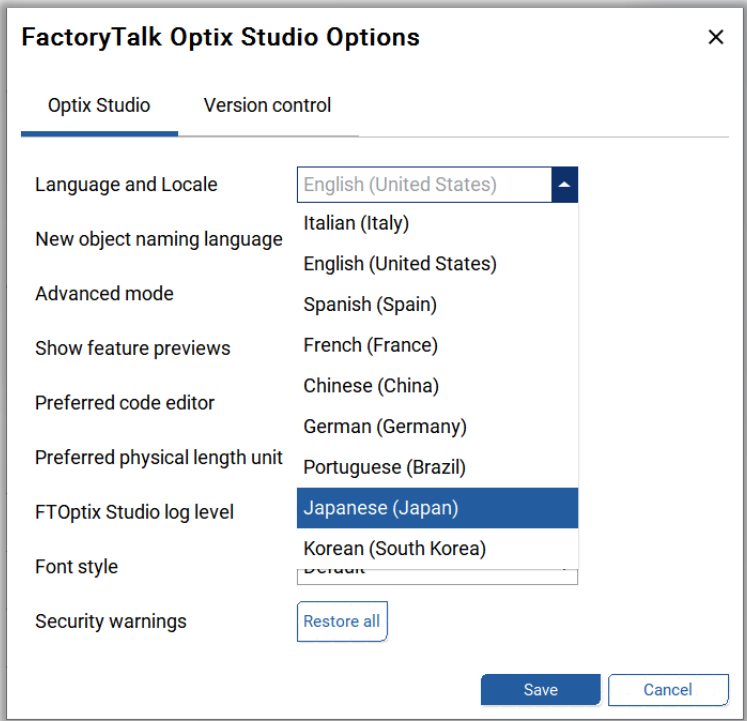 FactoryTalk Optix Studio Options
Optix Studio Version control
Language and Locale English (United States)
Italian (Italy)
New object naming language
English (United States)
Advanced mode
Spanish (Spain)
Show feature previews
French (France)
Chinese (China)
Preferred code editor
German (Germany)
Preferred physical length unit
Portuguese (Brazil)
FTOptix Studio log level
Japanese (Japan)
Korean (South Korea)
Font style Default
Security warnings Restore all
Save Cancel